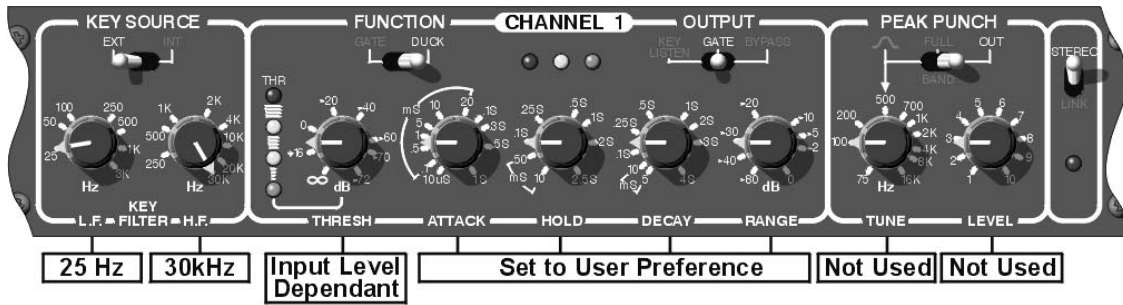 KEY SOURCE
EXT INT
100 250
50 500
25 1K
3K
Hz
L.F.
2K
1K 4K
500 10K
250 20K
30K
Hz
H.F.
KEY
FILTER
FUNCTION
GATE DUCK
CHANNEL 1
OUTPUT
KEY
LISTEN
GATE
BYPASS
THR
-20 -40
0 -60
+16 -70
∞ dB -72
THRESH
mS
10 20 .1S
5 .3S
1 .5S
.5
.1
10uS 1S
ATTACK
.25S .5S
.1S 1S
50 2S
mS
10 2.5S
HOLD
.25S .5S
.1S 1S
10 3S
mS
5 4S
DECAY
-20
-30 -10
-40 -5
-2
-80 dB 0
RANGE
PEAK PUNCH
FULL
BAND
OUT
500
200 700
100 1K
2K
4K
8K
75 Hz 16K
TUNE
5 6
4 7
3 8
2 9
1 10
LEVEL
STEREO
LINK
25 Hz
30kHz
Input Level
Dependant
Set to User Preference
Not Used
Not Used